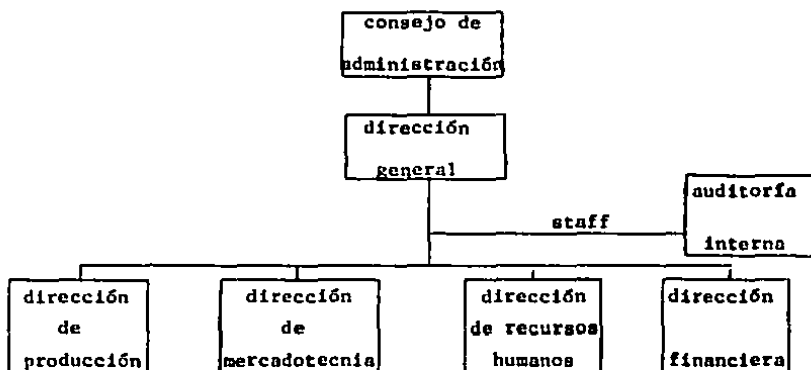 consejo de
administración
dirección
general
staff
auditoría
interna
dirección
de
producción
dirección
de
mercadotecnia
dirección
de recursos
humanos
dirección
financiera